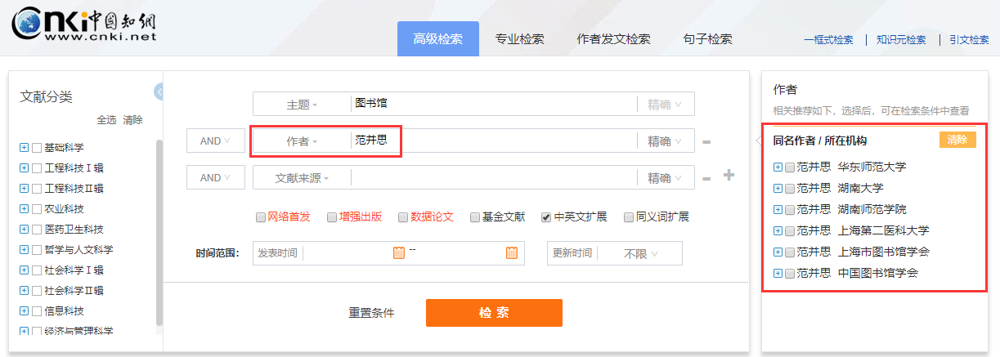 cnki中国知網
www.cnki.net
高级检索 专业检索 作者发文检索 句子检索 一框式检索 | 知识元检索 | 引文检索
文献分类
全选 清除
基础科学
工程科技Ⅰ辑
工程科技Ⅱ辑
农业科技
医药卫生科技
哲学与人文科学
社会科学Ⅰ辑
社会科学Ⅱ辑
信息科技
经济与管理科学
主题 图书馆 精确
AND 作者 范并思 精确
AND 文献来源 精确
网络首发 增强出版 数据论文 基金文献 中英文扩展 同义词扩展
时间范围: 发表时间 -- 更新时间 不限
重置条件 检 索
作者
相关推荐如下，选择后，可在检索条件中查看
同名作者 / 所在机构 清除
范并思 华东师范大学
范并思 湖南大学
范并思 湖南师范学院
范并思 上海第二医科大学
范并思 上海市图书馆学会
范并思 中国图书馆学会